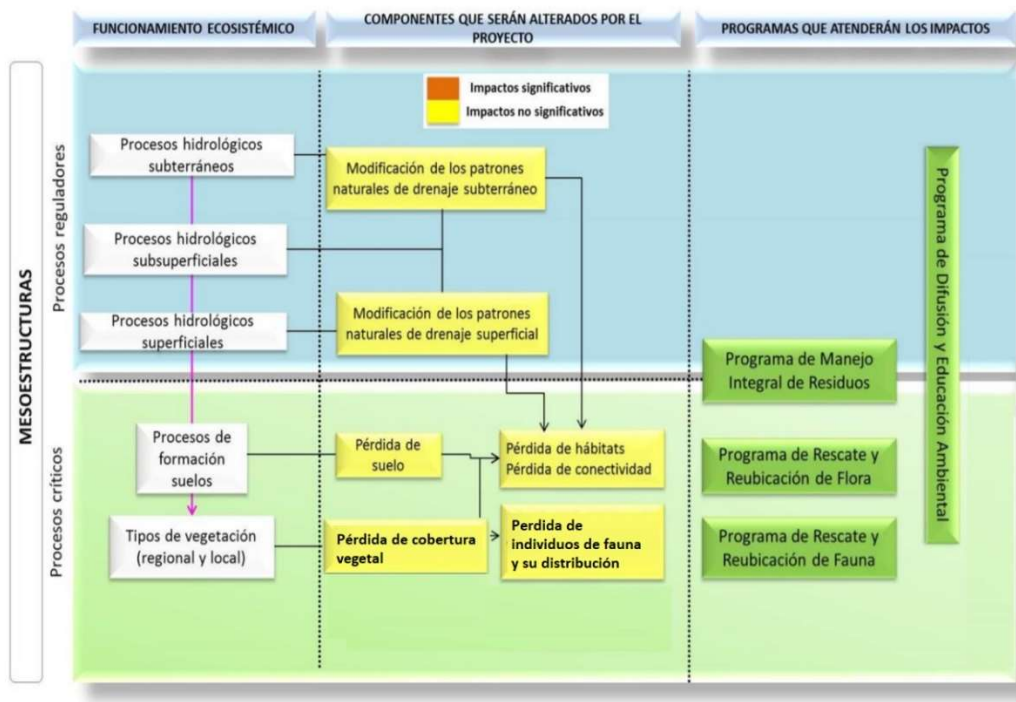 FUNCIONAMIENTO ECOSISTÉMICO
COMPONENTES QUE SERÁN ALTERADOS POR EL
PROYECTO
PROGRAMAS QUE ATENDERÁN LOS IMPACTOS
MESOESTRUCTURAS
Procesos reguladores
Procesos críticos
Impactos significativos
Impactos no significativos
Procesos hidrológicos
subterráneos
Procesos hidrológicos
subsuperficiales
Procesos hidrológicos
superficiales
Procesos de
formación
suelos
Tipos de vegetación
(regional y local)
Modificación de los patrones
naturales de drenaje subterráneo
Modificación de los patrones
naturales de drenaje superficial
Pérdida de
suelo
Pérdida de hábitats
Pérdida de conectividad
Pérdida de cobertura
vegetal
Perdida de
individuos de fauna
y su distribución
Programa de Manejo
Integral de Residuos
Programa de Rescate y
Reubicación de Flora
Programa de Rescate y
Reubicación de Fauna
Programa de Difusión y Educación Ambiental